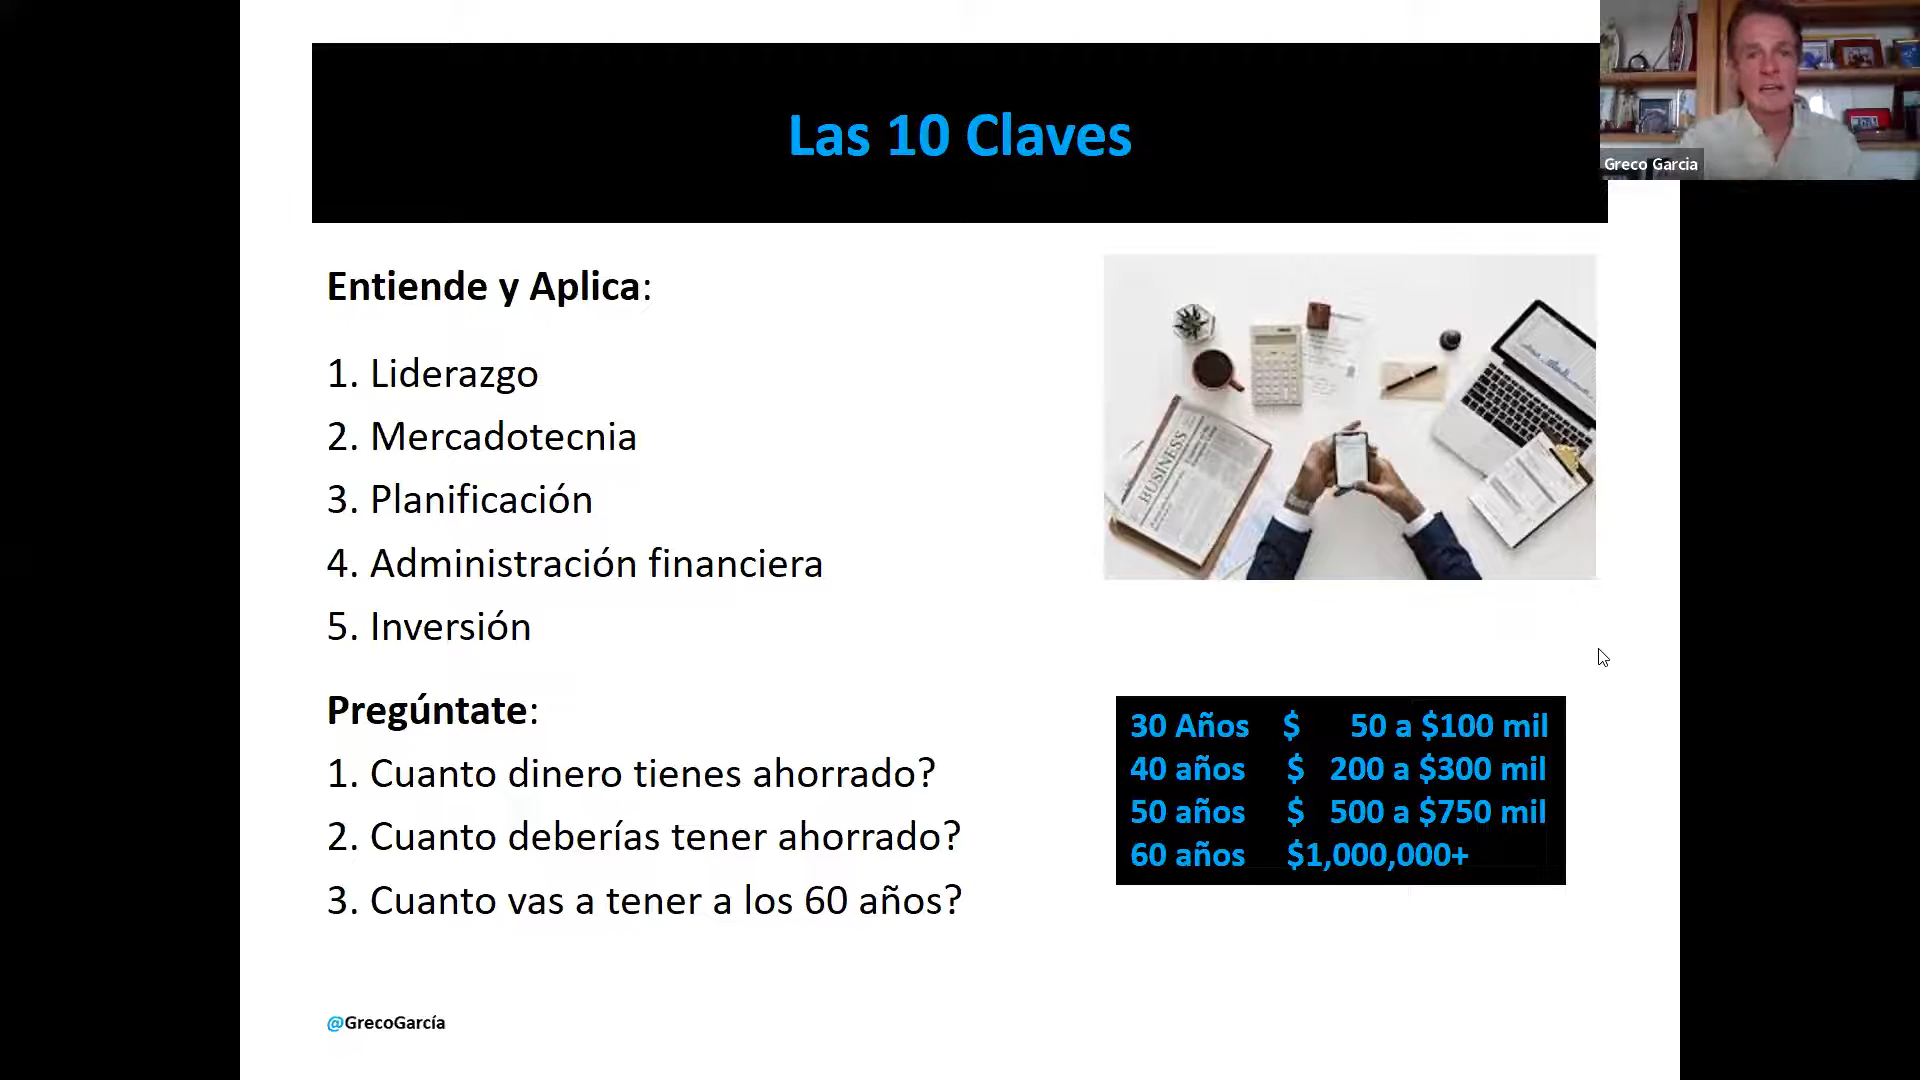 Las 10 Claves
Greco Garcia
Entiende y Aplica:
1. Liderazgo
2. Mercadotecnia
3. Planificación
4. Administración financiera
5. Inversión
BUSINESS
Pregúntate:
1. Cuanto dinero tienes ahorrado?
2. Cuanto deberías tener ahorrado?
3. Cuanto vas a tener a los 60 años?
30 Años $ 50 a $100 mil
40 años $ 200 a $300 mil
50 años $ 500 a $750 mil
60 años $1,000,000+
@GrecoGarcía